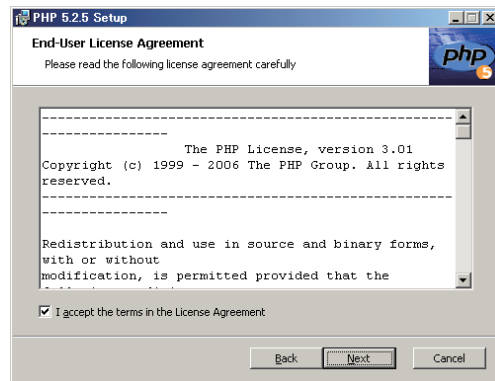 PHP 5.2.5 Setup
End-User License Agreement
Please read the following license agreement carefully
php
5
------------------------------------------------------
----------------
The PHP License, version 3.01
Copyright (c) 1999 - 2006 The PHP Group. All rights
reserved.
------------------------------------------------------
----------------
Redistribution and use in source and binary forms,
with or without
modification, is permitted provided that the
I accept the terms in the License Agreement
Back
Next
Cancel